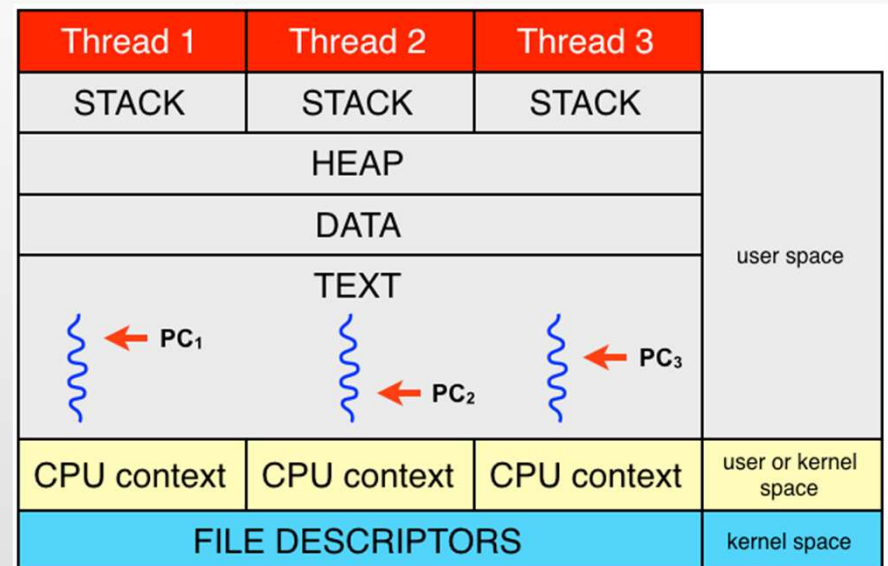 Thread 1 Thread 2 Thread 3
STACK STACK STACK
HEAP
DATA
user space
TEXT
PC1
PC3
PC2
CPU context CPU context CPU context
user or kernel
space
FILE DESCRIPTORS kernel space